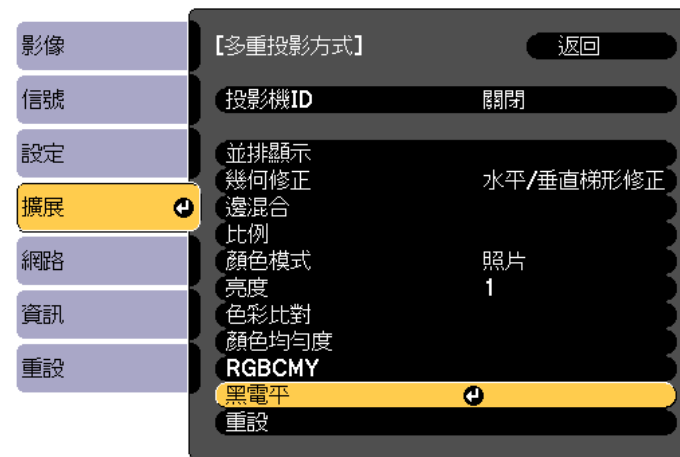 影像
信號
設定
擴展
網路
資訊
重設
[多重投影方式] 返回
投影機ID 關閉
並排顯示
幾何修正 水平/垂直梯形修正
邊混合
比例
顏色模式 照片
亮度 1
色彩比對
顏色均勻度
RGBCMY
黑電平
重設